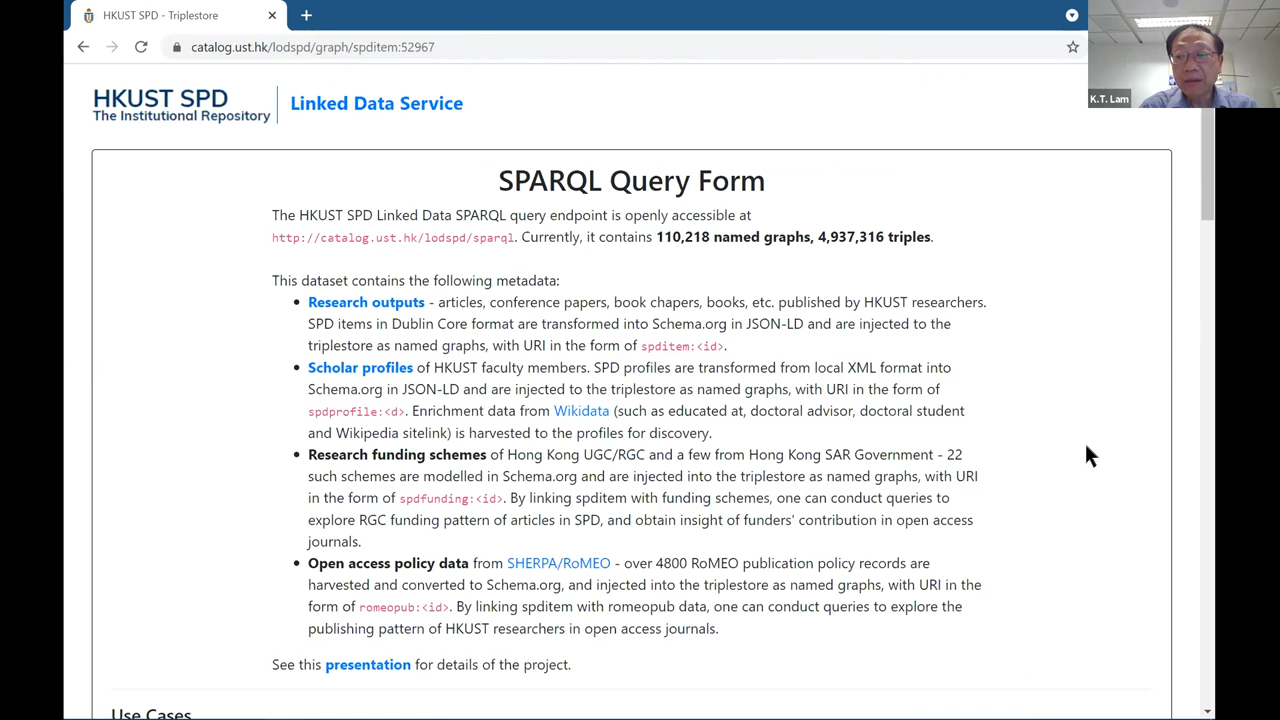 HKUST SPD - Triplestore
catalog.ust.hk/lodspd/graph/spditem:52967
K.T. Lam
HKUST SPD
The Institutional Repository
Linked Data Service
SPARQL Query Form
The HKUST SPD Linked Data SPARQL query endpoint is openly accessible at
http://catalog.ust.hk/lodspd/sparql. Currently, it contains 110,218 named graphs, 4,937,316 triples.
This dataset contains the following metadata:
• Research outputs - articles, conference papers, book chapers, books, etc. published by HKUST researchers.
SPD items in Dublin Core format are transformed into Schema.org in JSON-LD and are injected to the
triplestore as named graphs, with URI in the form of spditem:<id>.
• Scholar profiles of HKUST faculty members. SPD profiles are transformed from local XML format into
Schema.org in JSON-LD and are injected to the triplestore as named graphs, with URI in the form of
spdprofile:<d>. Enrichment data from Wikidata (such as educated at, doctoral advisor, doctoral student
and Wikipedia sitelink) is harvested to the profiles for discovery.
• Research funding schemes of Hong Kong UGC/RGC and a few from Hong Kong SAR Government - 22
such schemes are modelled in Schema.org and are injected into the triplestore as named graphs, with URI
in the form of spdfunding:<id>. By linking spditem with funding schemes, one can conduct queries to
explore RGC funding pattern of articles in SPD, and obtain insight of funders' contribution in open access
journals.
• Open access policy data from SHERPA/RoMEO - over 4800 RoMEO publication policy records are
harvested and converted to Schema.org, and injected into the triplestore as named graphs, with URI in the
form of romeopub:<id>. By linking spditem with romeopub data, one can conduct queries to explore the
publishing pattern of HKUST researchers in open access journals.
See this presentation for details of the project.
Use Cases